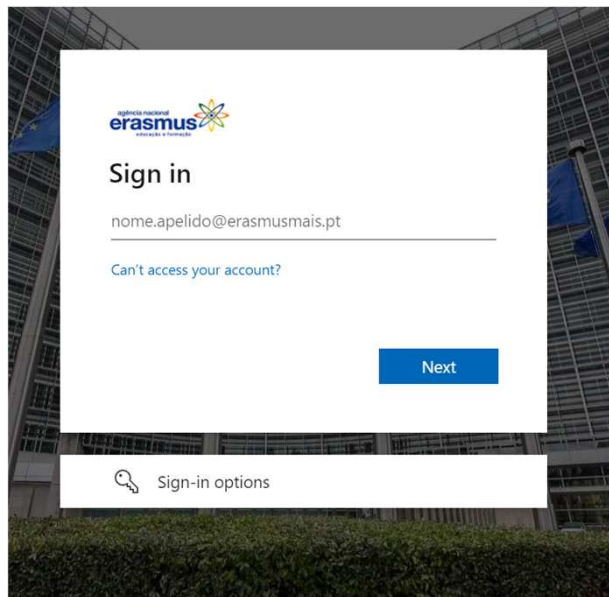 agência nacional
erasmus
educação e formação
Sign in
nome.apelido@erasmusmais.pt
Can't access your account?
Next
Sign-in options